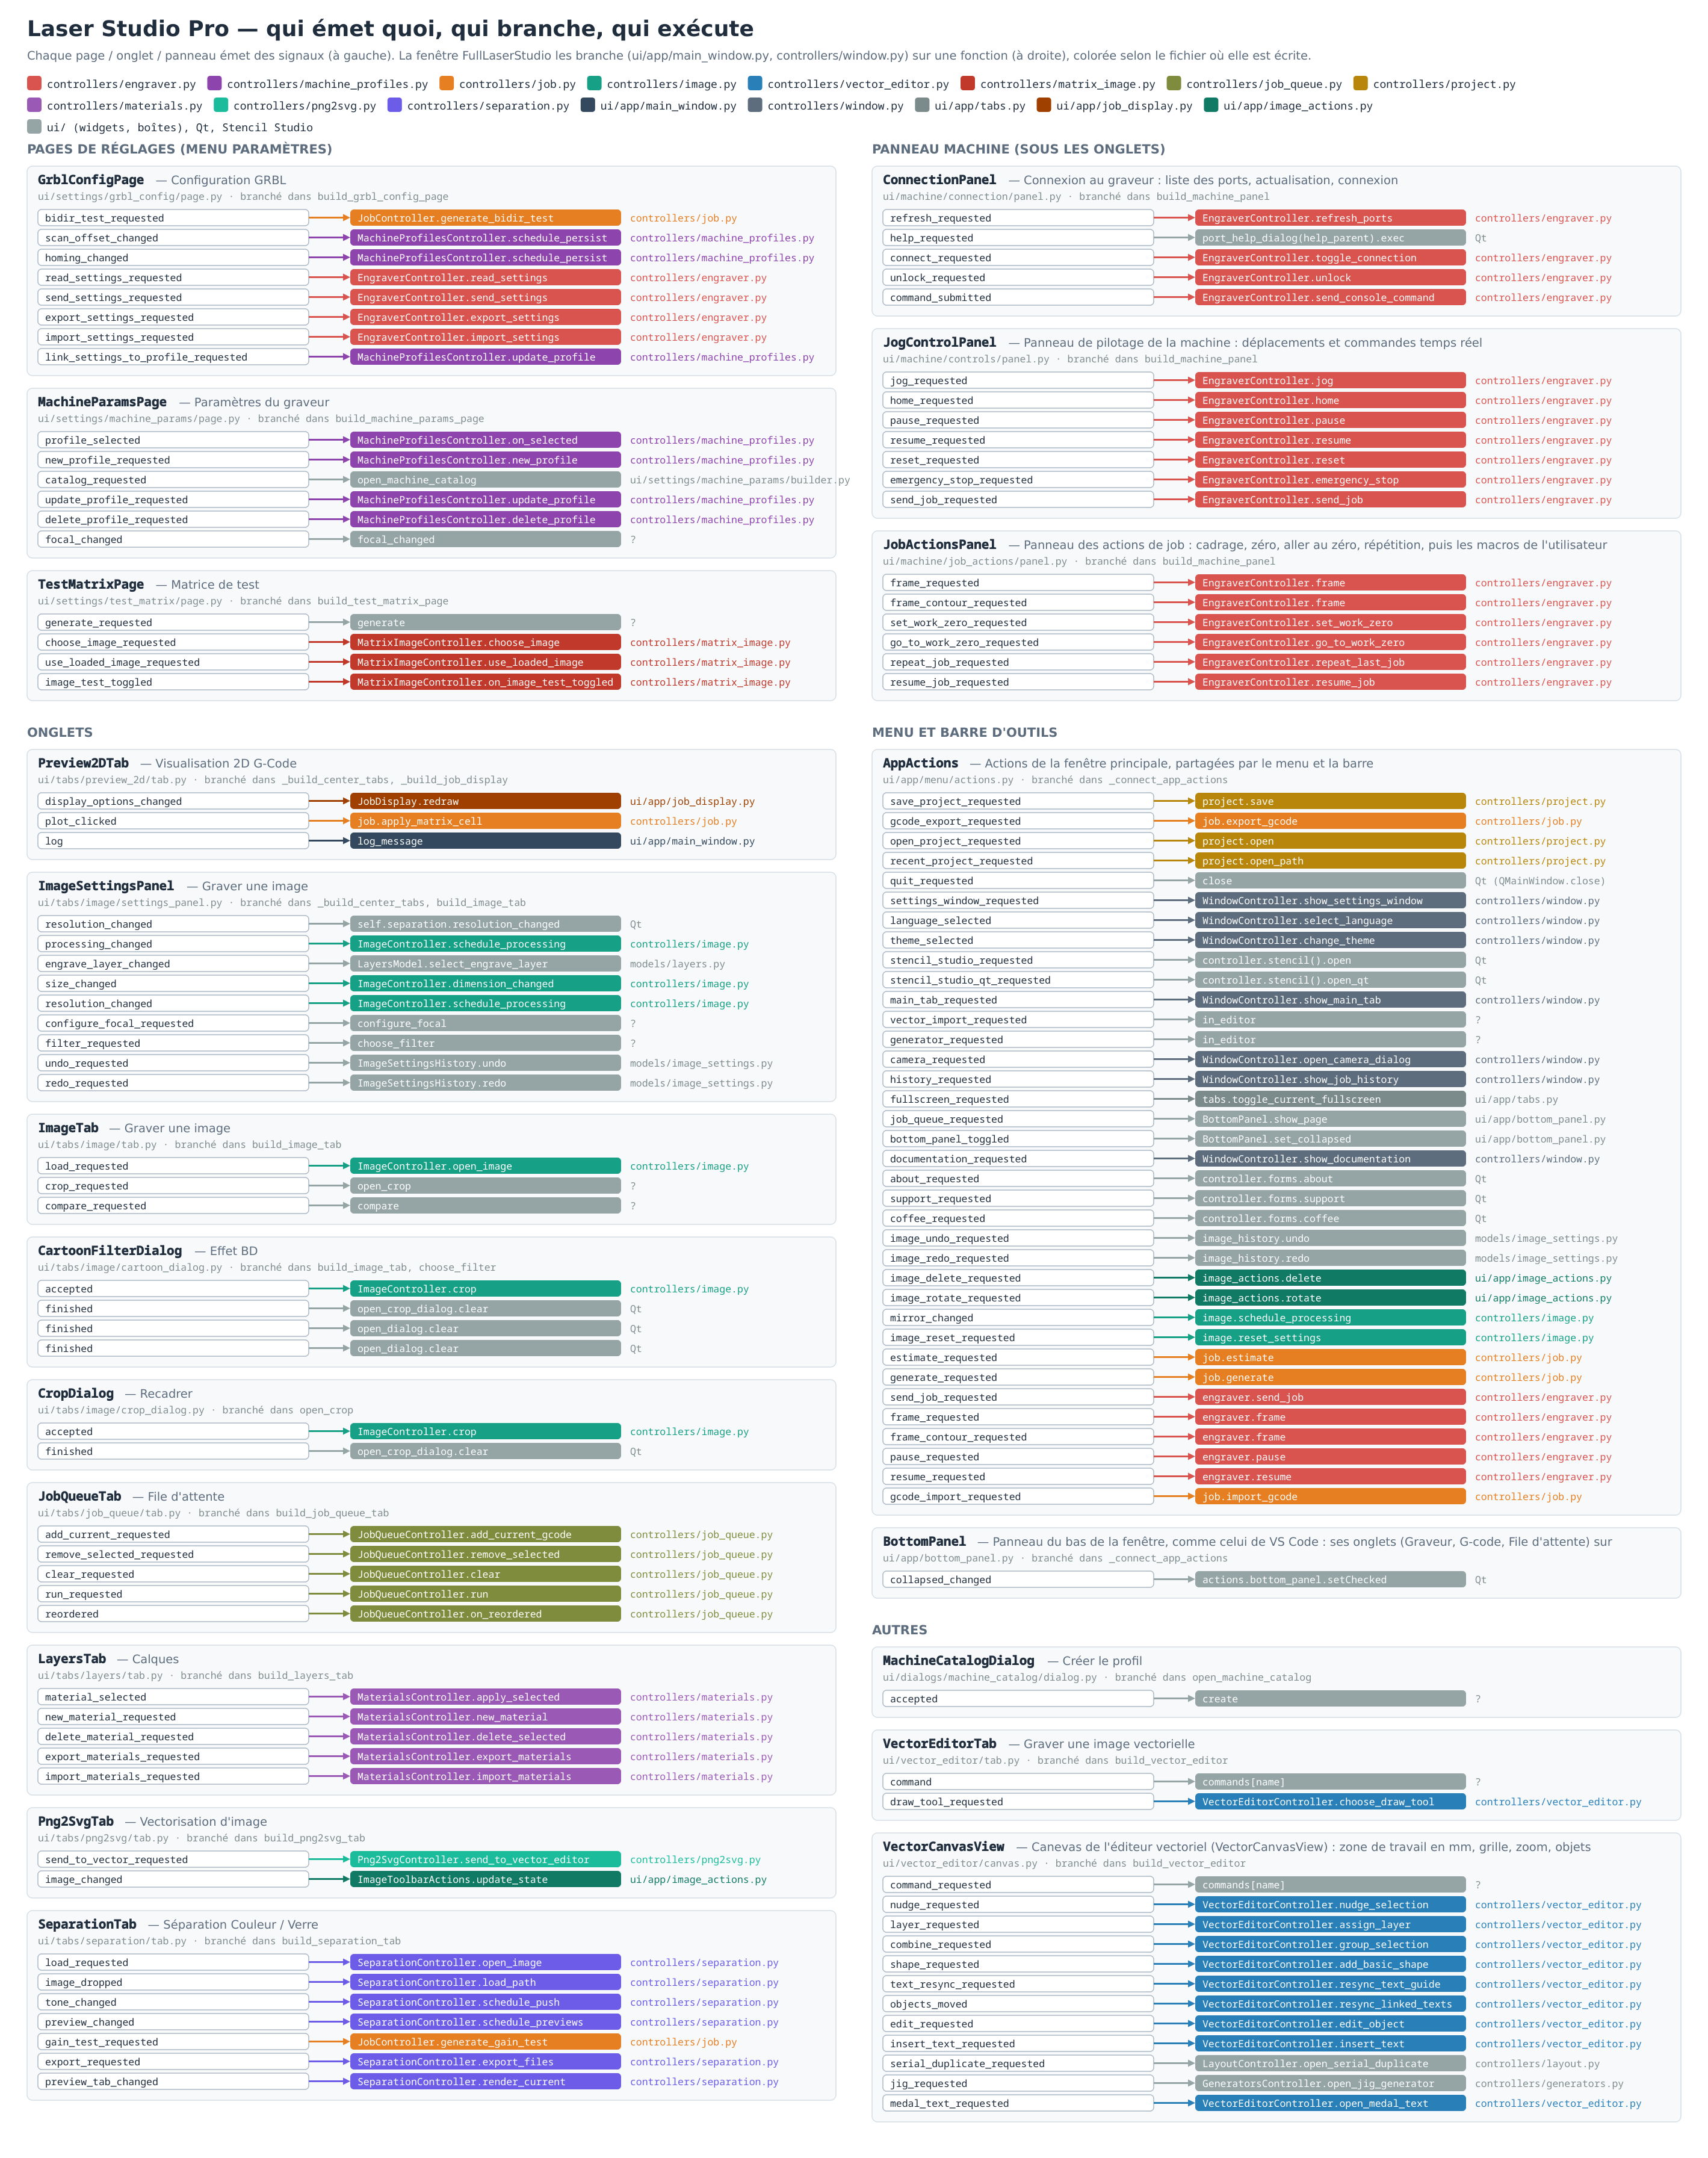 Laser Studio Pro — qui émet quoi, qui branche, qui exécute
Chaque page / onglet / panneau émet des signaux (à gauche). La fenêtre FullLaserStudio les branche (ui/app/main_window.py, controllers/window.py) sur une fonction (à droite), colorée selon le fichier où elle est écrite.
controllers/engraver.py controllers/machine_profiles.py controllers/job.py controllers/image.py controllers/vector_editor.py controllers/matrix_image.py controllers/job_queue.py controllers/project.py
controllers/materials.py controllers/png2svg.py controllers/separation.py ui/app/main_window.py controllers/window.py ui/app/tabs.py ui/app/job_display.py ui/app/image_actions.py
ui/ (widgets, boîtes), Qt, Stencil Studio
PAGES DE RÉGLAGES (MENU PARAMÈTRES)
GrblConfigPage — Configuration GRBL
ui/settings/grbl_config/page.py · branché dans build_grbl_config_page
bidir_test_requested JobController.generate_bidir_test controllers/job.py
scan_offset_changed MachineProfilesController.schedule_persist controllers/machine_profiles.py
homing_changed MachineProfilesController.schedule_persist controllers/machine_profiles.py
read_settings_requested EngraverController.read_settings controllers/engraver.py
send_settings_requested EngraverController.send_settings controllers/engraver.py
export_settings_requested EngraverController.export_settings controllers/engraver.py
import_settings_requested EngraverController.import_settings controllers/engraver.py
link_settings_to_profile_requested MachineProfilesController.update_profile controllers/machine_profiles.py
MachineParamsPage — Paramètres du graveur
ui/settings/machine_params/page.py · branché dans build_machine_params_page
profile_selected MachineProfilesController.on_selected controllers/machine_profiles.py
new_profile_requested MachineProfilesController.new_profile controllers/machine_profiles.py
catalog_requested open_machine_catalog ui/settings/machine_params/builder.py
update_profile_requested MachineProfilesController.update_profile controllers/machine_profiles.py
delete_profile_requested MachineProfilesController.delete_profile controllers/machine_profiles.py
focal_changed focal_changed ?
TestMatrixPage — Matrice de test
ui/settings/test_matrix/page.py · branché dans build_test_matrix_page
generate_requested generate ?
choose_image_requested MatrixImageController.choose_image controllers/matrix_image.py
use_loaded_image_requested MatrixImageController.use_loaded_image controllers/matrix_image.py
image_test_toggled MatrixImageController.on_image_test_toggled controllers/matrix_image.py
ONGLETS
Preview2DTab — Visualisation 2D G-Code
ui/tabs/preview_2d/tab.py · branché dans _build_center_tabs, _build_job_display
display_options_changed JobDisplay.redraw ui/app/job_display.py
plot_clicked job.apply_matrix_cell controllers/job.py
log log_message ui/app/main_window.py
ImageSettingsPanel — Graver une image
ui/tabs/image/settings_panel.py · branché dans _build_center_tabs, build_image_tab
resolution_changed self.separation.resolution_changed Qt
processing_changed ImageController.schedule_processing controllers/image.py
engrave_layer_changed LayersModel.select_engrave_layer models/layers.py
size_changed ImageController.dimension_changed controllers/image.py
resolution_changed ImageController.schedule_processing controllers/image.py
configure_focal_requested configure_focal ?
filter_requested choose_filter ?
undo_requested ImageSettingsHistory.undo models/image_settings.py
redo_requested ImageSettingsHistory.redo models/image_settings.py
ImageTab — Graver une image
ui/tabs/image/tab.py · branché dans build_image_tab
load_requested ImageController.open_image controllers/image.py
crop_requested open_crop ?
compare_requested compare ?
CartoonFilterDialog — Effet BD
ui/tabs/image/cartoon_dialog.py · branché dans build_image_tab, choose_filter
accepted ImageController.crop controllers/image.py
finished open_crop_dialog.clear Qt
finished open_dialog.clear Qt
finished open_dialog.clear Qt
CropDialog — Recadrer
ui/tabs/image/crop_dialog.py · branché dans open_crop
accepted ImageController.crop controllers/image.py
finished open_crop_dialog.clear Qt
JobQueueTab — File d'attente
ui/tabs/job_queue/tab.py · branché dans build_job_queue_tab
add_current_requested JobQueueController.add_current_gcode controllers/job_queue.py
remove_selected_requested JobQueueController.remove_selected controllers/job_queue.py
clear_requested JobQueueController.clear controllers/job_queue.py
run_requested JobQueueController.run controllers/job_queue.py
reordered JobQueueController.on_reordered controllers/job_queue.py
LayersTab — Calques
ui/tabs/layers/tab.py · branché dans build_layers_tab
material_selected MaterialsController.apply_selected controllers/materials.py
new_material_requested MaterialsController.new_material controllers/materials.py
delete_material_requested MaterialsController.delete_selected controllers/materials.py
export_materials_requested MaterialsController.export_materials controllers/materials.py
import_materials_requested MaterialsController.import_materials controllers/materials.py
Png2SvgTab — Vectorisation d'image
ui/tabs/png2svg/tab.py · branché dans build_png2svg_tab
send_to_vector_requested Png2SvgController.send_to_vector_editor controllers/png2svg.py
image_changed ImageToolbarActions.update_state ui/app/image_actions.py
SeparationTab — Séparation Couleur / Verre
ui/tabs/separation/tab.py · branché dans build_separation_tab
load_requested SeparationController.open_image controllers/separation.py
image_dropped SeparationController.load_path controllers/separation.py
tone_changed SeparationController.schedule_push controllers/separation.py
preview_changed SeparationController.schedule_previews controllers/separation.py
gain_test_requested JobController.generate_gain_test controllers/job.py
export_requested SeparationController.export_files controllers/separation.py
preview_tab_changed SeparationController.render_current controllers/separation.py
PANNEAU MACHINE (SOUS LES ONGLETS)
ConnectionPanel — Connexion au graveur : liste des ports, actualisation, connexion
ui/machine/connection/panel.py · branché dans build_machine_panel
refresh_requested EngraverController.refresh_ports controllers/engraver.py
help_requested port_help_dialog(help_parent).exec Qt
connect_requested EngraverController.toggle_connection controllers/engraver.py
unlock_requested EngraverController.unlock controllers/engraver.py
command_submitted EngraverController.send_console_command controllers/engraver.py
JogControlPanel — Panneau de pilotage de la machine : déplacements et commandes temps réel
ui/machine/controls/panel.py · branché dans build_machine_panel
jog_requested EngraverController.jog controllers/engraver.py
home_requested EngraverController.home controllers/engraver.py
pause_requested EngraverController.pause controllers/engraver.py
resume_requested EngraverController.resume controllers/engraver.py
reset_requested EngraverController.reset controllers/engraver.py
emergency_stop_requested EngraverController.emergency_stop controllers/engraver.py
send_job_requested EngraverController.send_job controllers/engraver.py
JobActionsPanel — Panneau des actions de job : cadrage, zéro, aller au zéro, répétition, puis les macros de l'utilisateur
ui/machine/job_actions/panel.py · branché dans build_machine_panel
frame_requested EngraverController.frame controllers/engraver.py
frame_contour_requested EngraverController.frame controllers/engraver.py
set_work_zero_requested EngraverController.set_work_zero controllers/engraver.py
go_to_work_zero_requested EngraverController.go_to_work_zero controllers/engraver.py
repeat_job_requested EngraverController.repeat_last_job controllers/engraver.py
resume_job_requested EngraverController.resume_job controllers/engraver.py
MENU ET BARRE D'OUTILS
AppActions — Actions de la fenêtre principale, partagées par le menu et la barre
ui/app/menu/actions.py · branché dans _connect_app_actions
save_project_requested project.save controllers/project.py
gcode_export_requested job.export_gcode controllers/job.py
open_project_requested project.open controllers/project.py
recent_project_requested project.open_path controllers/project.py
quit_requested close Qt (QMainWindow.close)
settings_window_requested WindowController.show_settings_window controllers/window.py
language_selected WindowController.select_language controllers/window.py
theme_selected WindowController.change_theme controllers/window.py
stencil_studio_requested controller.stencil().open Qt
stencil_studio_qt_requested controller.stencil().open_qt Qt
main_tab_requested WindowController.show_main_tab controllers/window.py
vector_import_requested in_editor ?
generator_requested in_editor ?
camera_requested WindowController.open_camera_dialog controllers/window.py
history_requested WindowController.show_job_history controllers/window.py
fullscreen_requested tabs.toggle_current_fullscreen ui/app/tabs.py
job_queue_requested BottomPanel.show_page ui/app/bottom_panel.py
bottom_panel_toggled BottomPanel.set_collapsed ui/app/bottom_panel.py
documentation_requested WindowController.show_documentation controllers/window.py
about_requested controller.forms.about Qt
support_requested controller.forms.support Qt
coffee_requested controller.forms.coffee Qt
image_undo_requested image_history.undo models/image_settings.py
image_redo_requested image_history.redo models/image_settings.py
image_delete_requested image_actions.delete ui/app/image_actions.py
image_rotate_requested image_actions.rotate ui/app/image_actions.py
mirror_changed image.schedule_processing controllers/image.py
image_reset_requested image.reset_settings controllers/image.py
estimate_requested job.estimate controllers/job.py
generate_requested job.generate controllers/job.py
send_job_requested engraver.send_job controllers/engraver.py
frame_requested engraver.frame controllers/engraver.py
frame_contour_requested engraver.frame controllers/engraver.py
pause_requested engraver.pause controllers/engraver.py
resume_requested engraver.resume controllers/engraver.py
gcode_import_requested job.import_gcode controllers/job.py
BottomPanel — Panneau du bas de la fenêtre, comme celui de VS Code : ses onglets (Graveur, G-code, File d'attente) sur
ui/app/bottom_panel.py · branché dans _connect_app_actions
collapsed_changed actions.bottom_panel.setChecked Qt
AUTRES
MachineCatalogDialog — Créer le profil
ui/dialogs/machine_catalog/dialog.py · branché dans open_machine_catalog
accepted create ?
VectorEditorTab — Graver une image vectorielle
ui/vector_editor/tab.py · branché dans build_vector_editor
command commands[name] ?
draw_tool_requested VectorEditorController.choose_draw_tool controllers/vector_editor.py
VectorCanvasView — Canevas de l'éditeur vectoriel (VectorCanvasView) : zone de travail en mm, grille, zoom, objets
ui/vector_editor/canvas.py · branché dans build_vector_editor
command_requested commands[name] ?
nudge_requested VectorEditorController.nudge_selection controllers/vector_editor.py
layer_requested VectorEditorController.assign_layer controllers/vector_editor.py
combine_requested VectorEditorController.group_selection controllers/vector_editor.py
shape_requested VectorEditorController.add_basic_shape controllers/vector_editor.py
text_resync_requested VectorEditorController.resync_text_guide controllers/vector_editor.py
objects_moved VectorEditorController.resync_linked_texts controllers/vector_editor.py
edit_requested VectorEditorController.edit_object controllers/vector_editor.py
insert_text_requested VectorEditorController.insert_text controllers/vector_editor.py
serial_duplicate_requested LayoutController.open_serial_duplicate controllers/layout.py
jig_requested GeneratorsController.open_jig_generator controllers/generators.py
medal_text_requested VectorEditorController.open_medal_text controllers/vector_editor.py